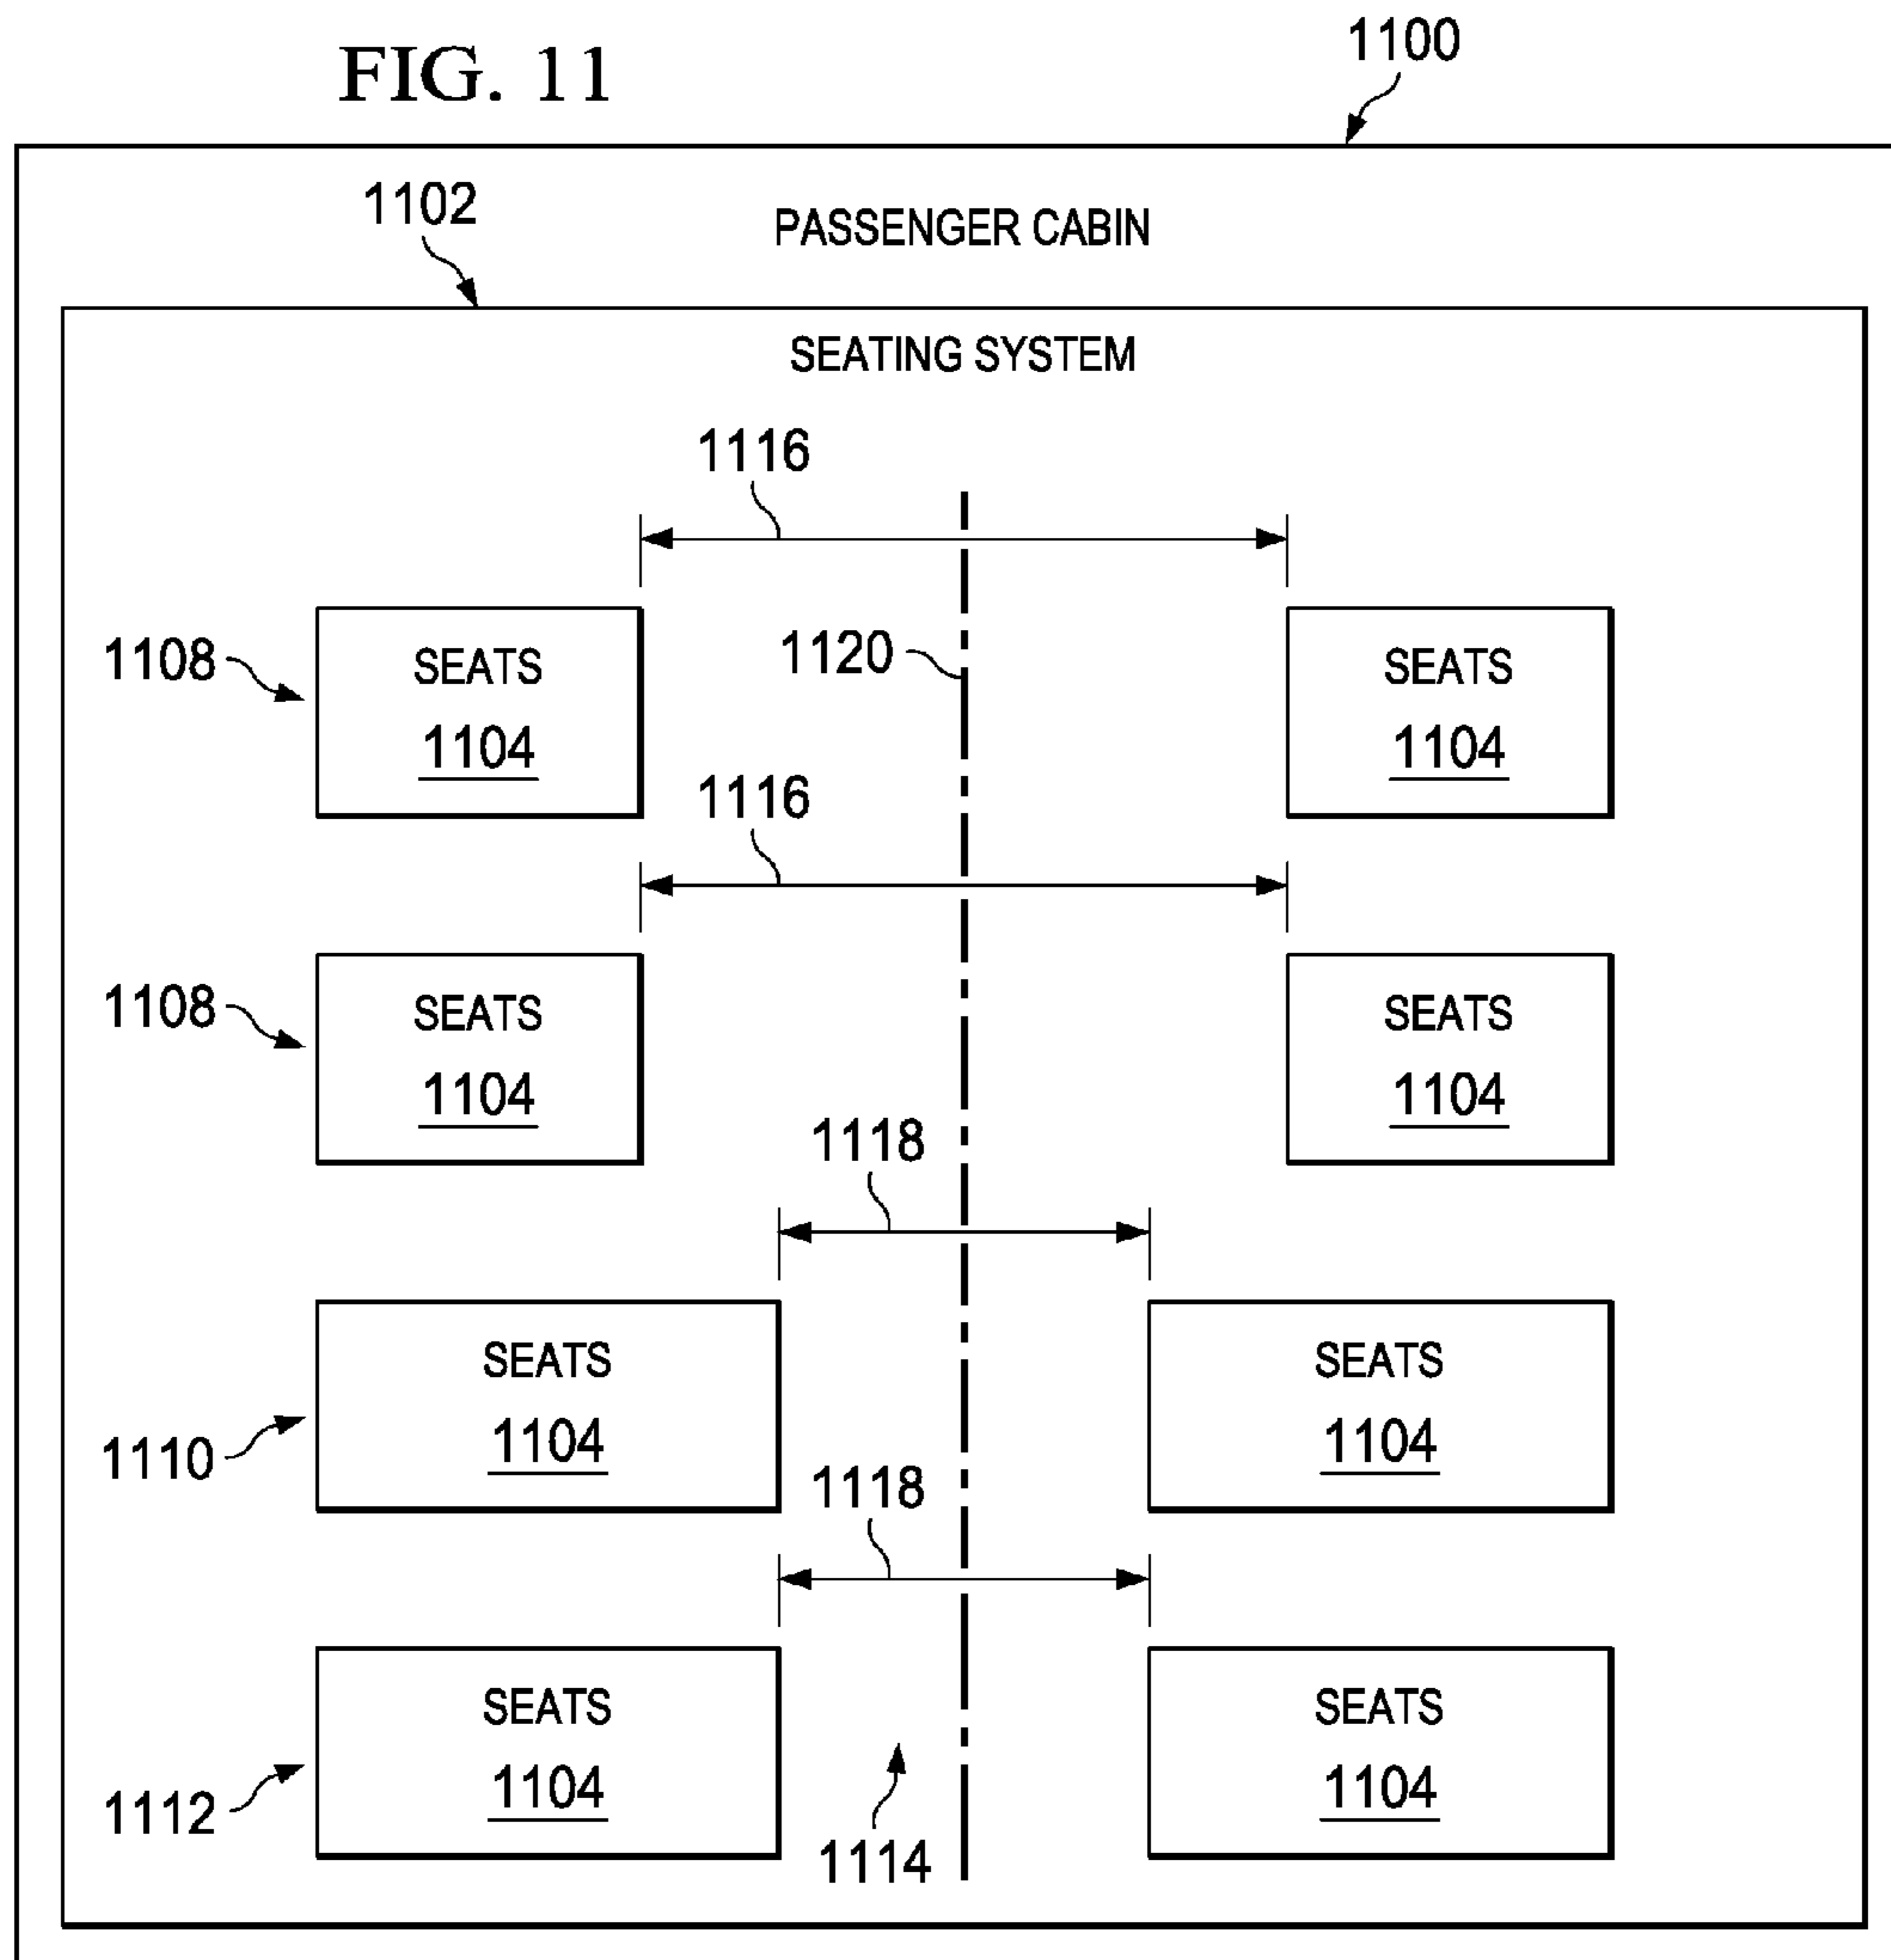 FIG. 11
1100
1102
PASSENGER CABIN
SEATING SYSTEM
1116
1108
SEATS
1104
1120
SEATS
1104
1116
1108
SEATS
1104
SEATS
1104
1118
1110
SEATS
1104
SEATS
1104
1118
1112
SEATS
1104
1114
SEATS
1104